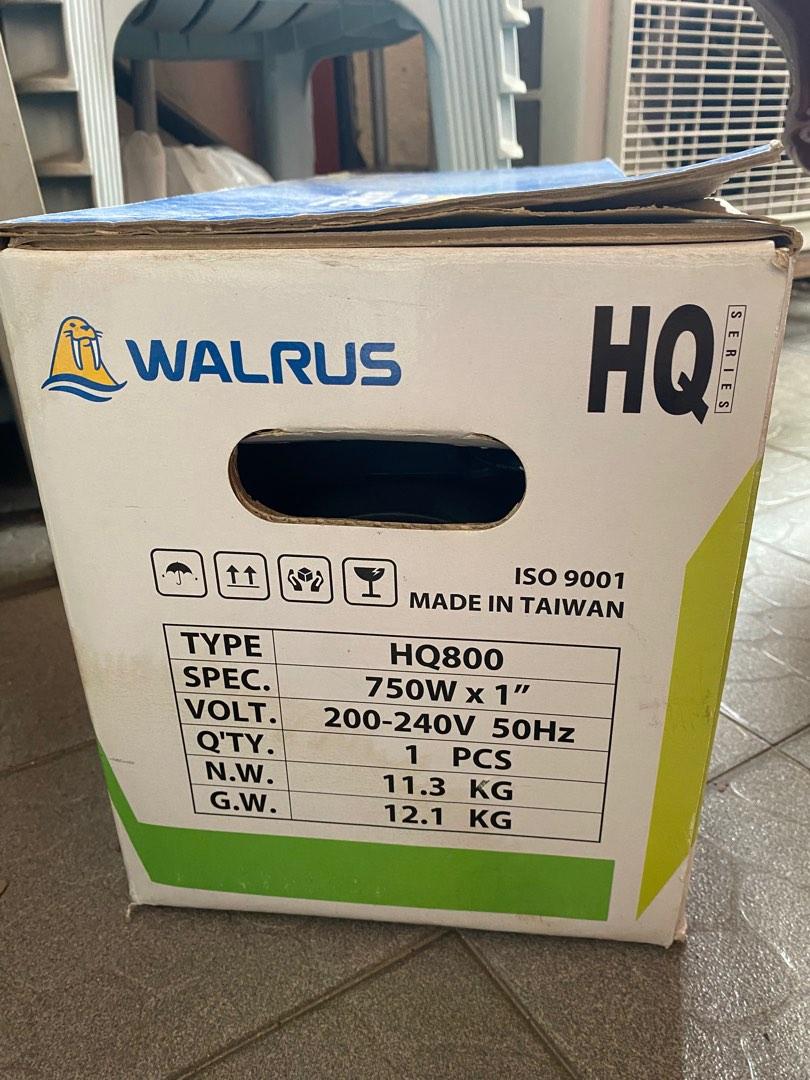 WALRUS
HQ SERIES
ISO 9001
MADE IN TAIWAN
TYPE HQ800
SPEC. 750W x 1”
VOLT. 200-240V 50Hz
Q'TY. 1 PCS
N.W. 11.3 KG
G.W. 12.1 KG